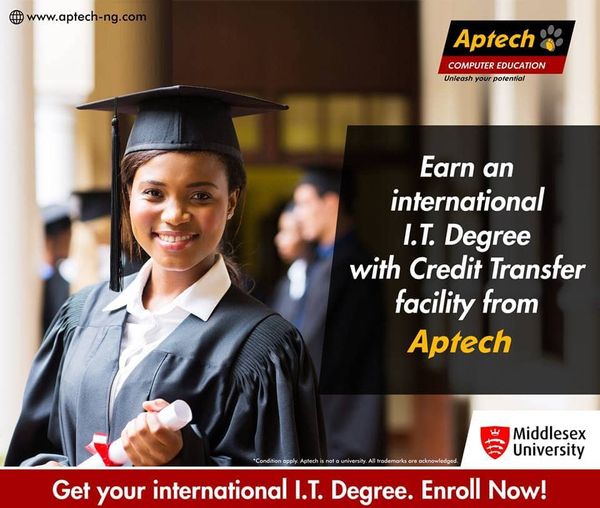 www.aptech-ng.com
Aptech
COMPUTER EDUCATION
Unleash your potential
Earn an
international
I.T. Degree
with Credit Transfer
facility from
Aptech
Middlesex
University
*Condition apply. Aptech is not a university. All trademarks are acknowledged.
Get your international I.T. Degree. Enroll Now!